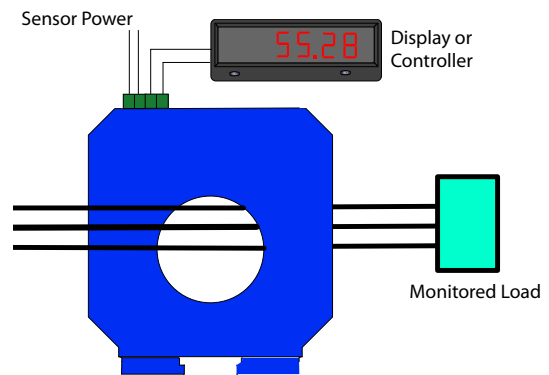 Sensor Power
55.28
Display or
Controller
Monitored Load